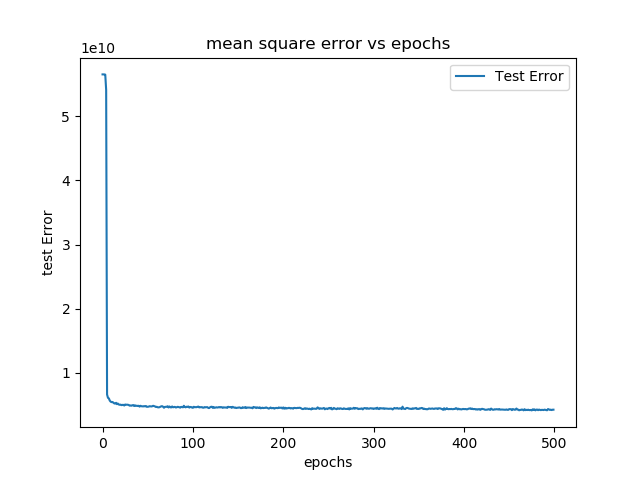 mean square error vs epochs
1e10
Test Error
5
4
3
2
1
test Error
0 100 200 300 400 500
epochs